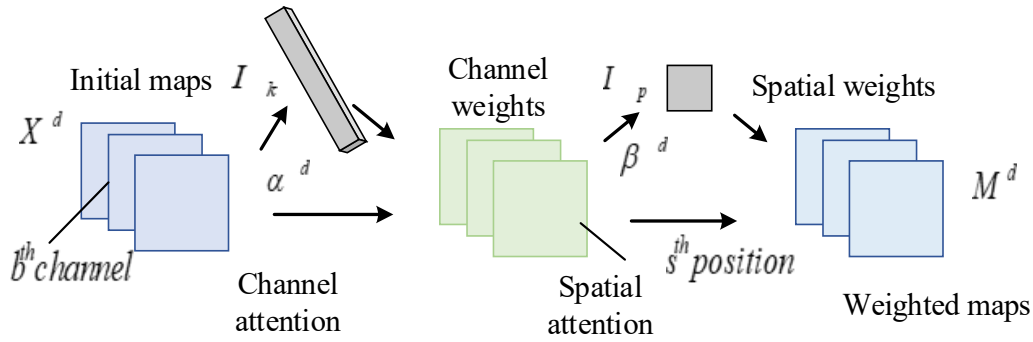 Initial maps
I k
Channel
weights
I p
Spatial weights
X d
α d
β d
M d
b th channel
s th position
Channel
attention
Spatial
attention
Weighted maps